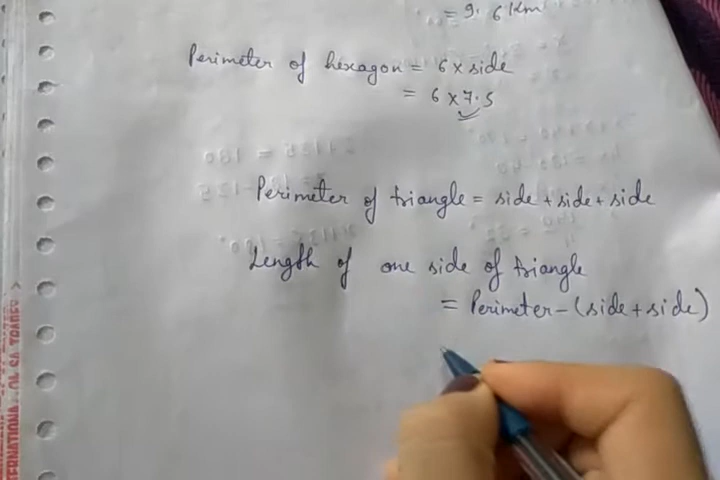 = 9.6 Km
Perimeter of hexagon = 6 x side
= 6 x 7.5
Perimeter of triangle = side + side + side
Length of one side of triangle
= Perimeter - (side + side)